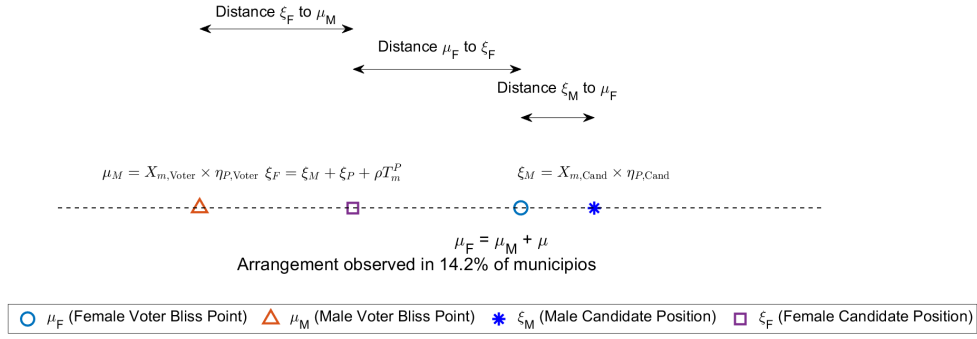 Distance ξ_F to μ_M
Distance μ_F to ξ_F
Distance ξ_M to μ_F
μ_M = X_{m,Voter} × η_{P,Voter} ξ_F = ξ_M + ξ_P + ρT_m^P ξ_M = X_{m,Cand} × η_{P,Cand}
μ_F = μ_M + μ
Arrangement observed in 14.2% of municipios
μ_F (Female Voter Bliss Point) μ_M (Male Voter Bliss Point) ξ_M (Male Candidate Position) ξ_F (Female Candidate Position)